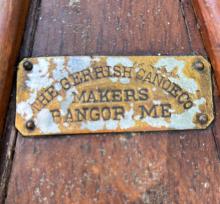 THE GERRISH CANOE CO.
MAKERS
BANGOR ME.